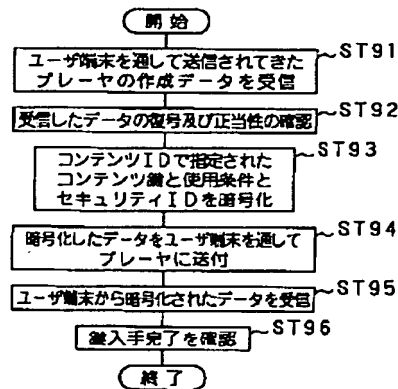 開始
ユーザ端末を通して送信されてきた
プレーヤの作成データを受信
ST91
受信したデータの復号及び正当性の確認
ST92
コンテンツIDで指定された
コンテンツ鍵と使用条件と
セキュリティIDを暗号化
ST93
暗号化したデータをユーザ端末を通して
プレーヤに送付
ST94
ユーザ端末から暗号化されたデータを受信
ST95
鍵入手完了を確認
ST96
終了